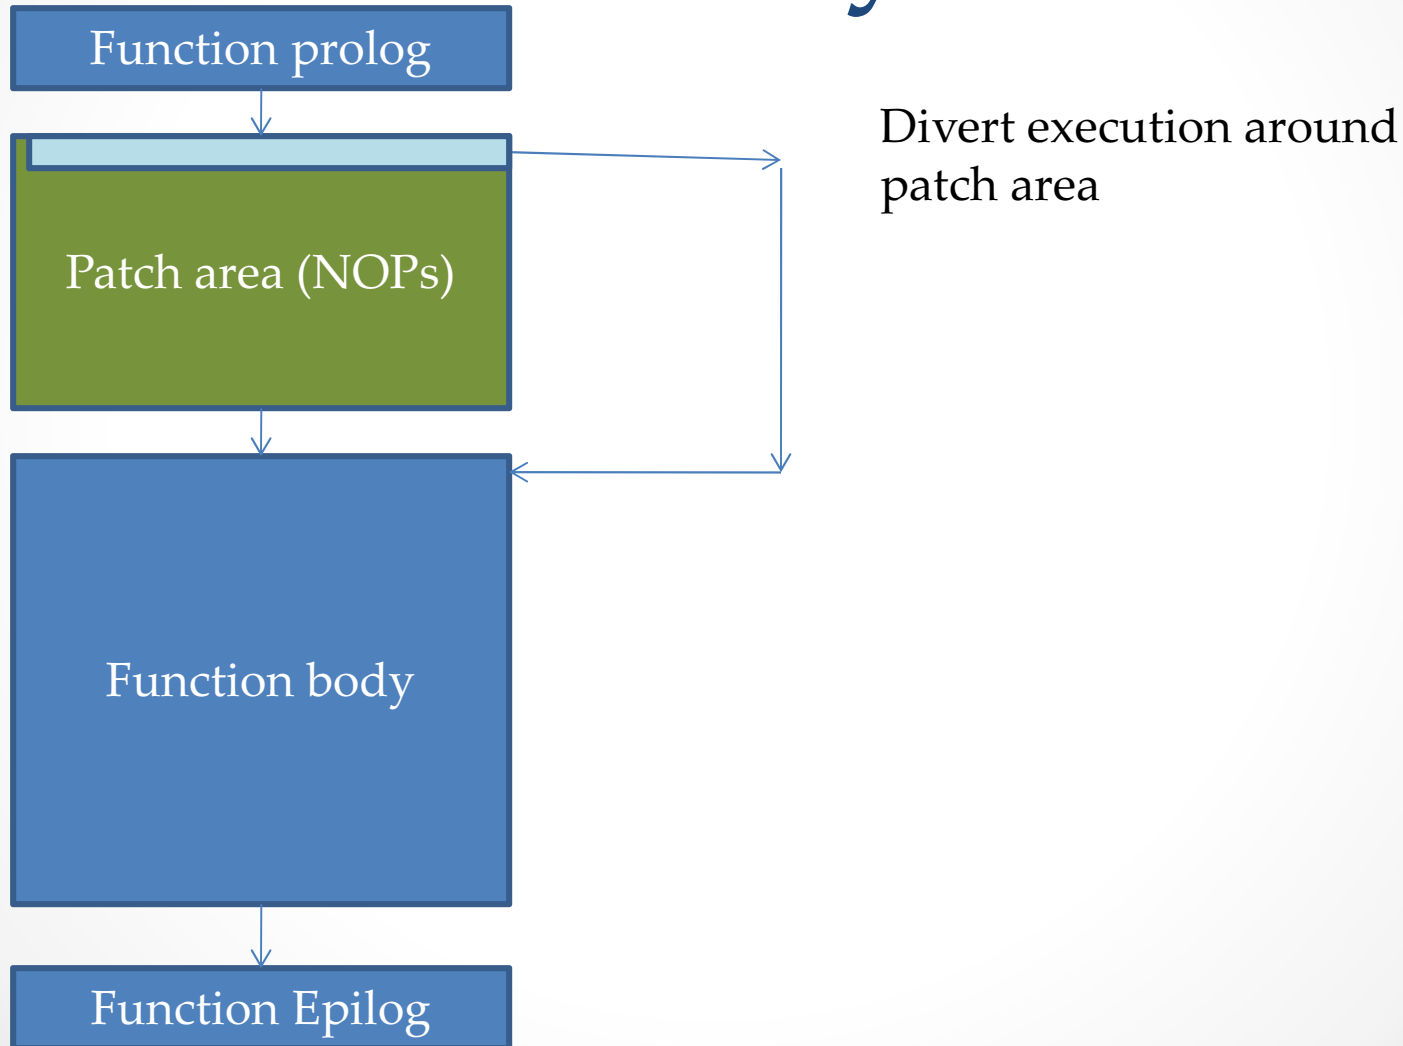 Function prolog
Divert execution around
patch area
Patch area (NOPs)
Function body
Function Epilog